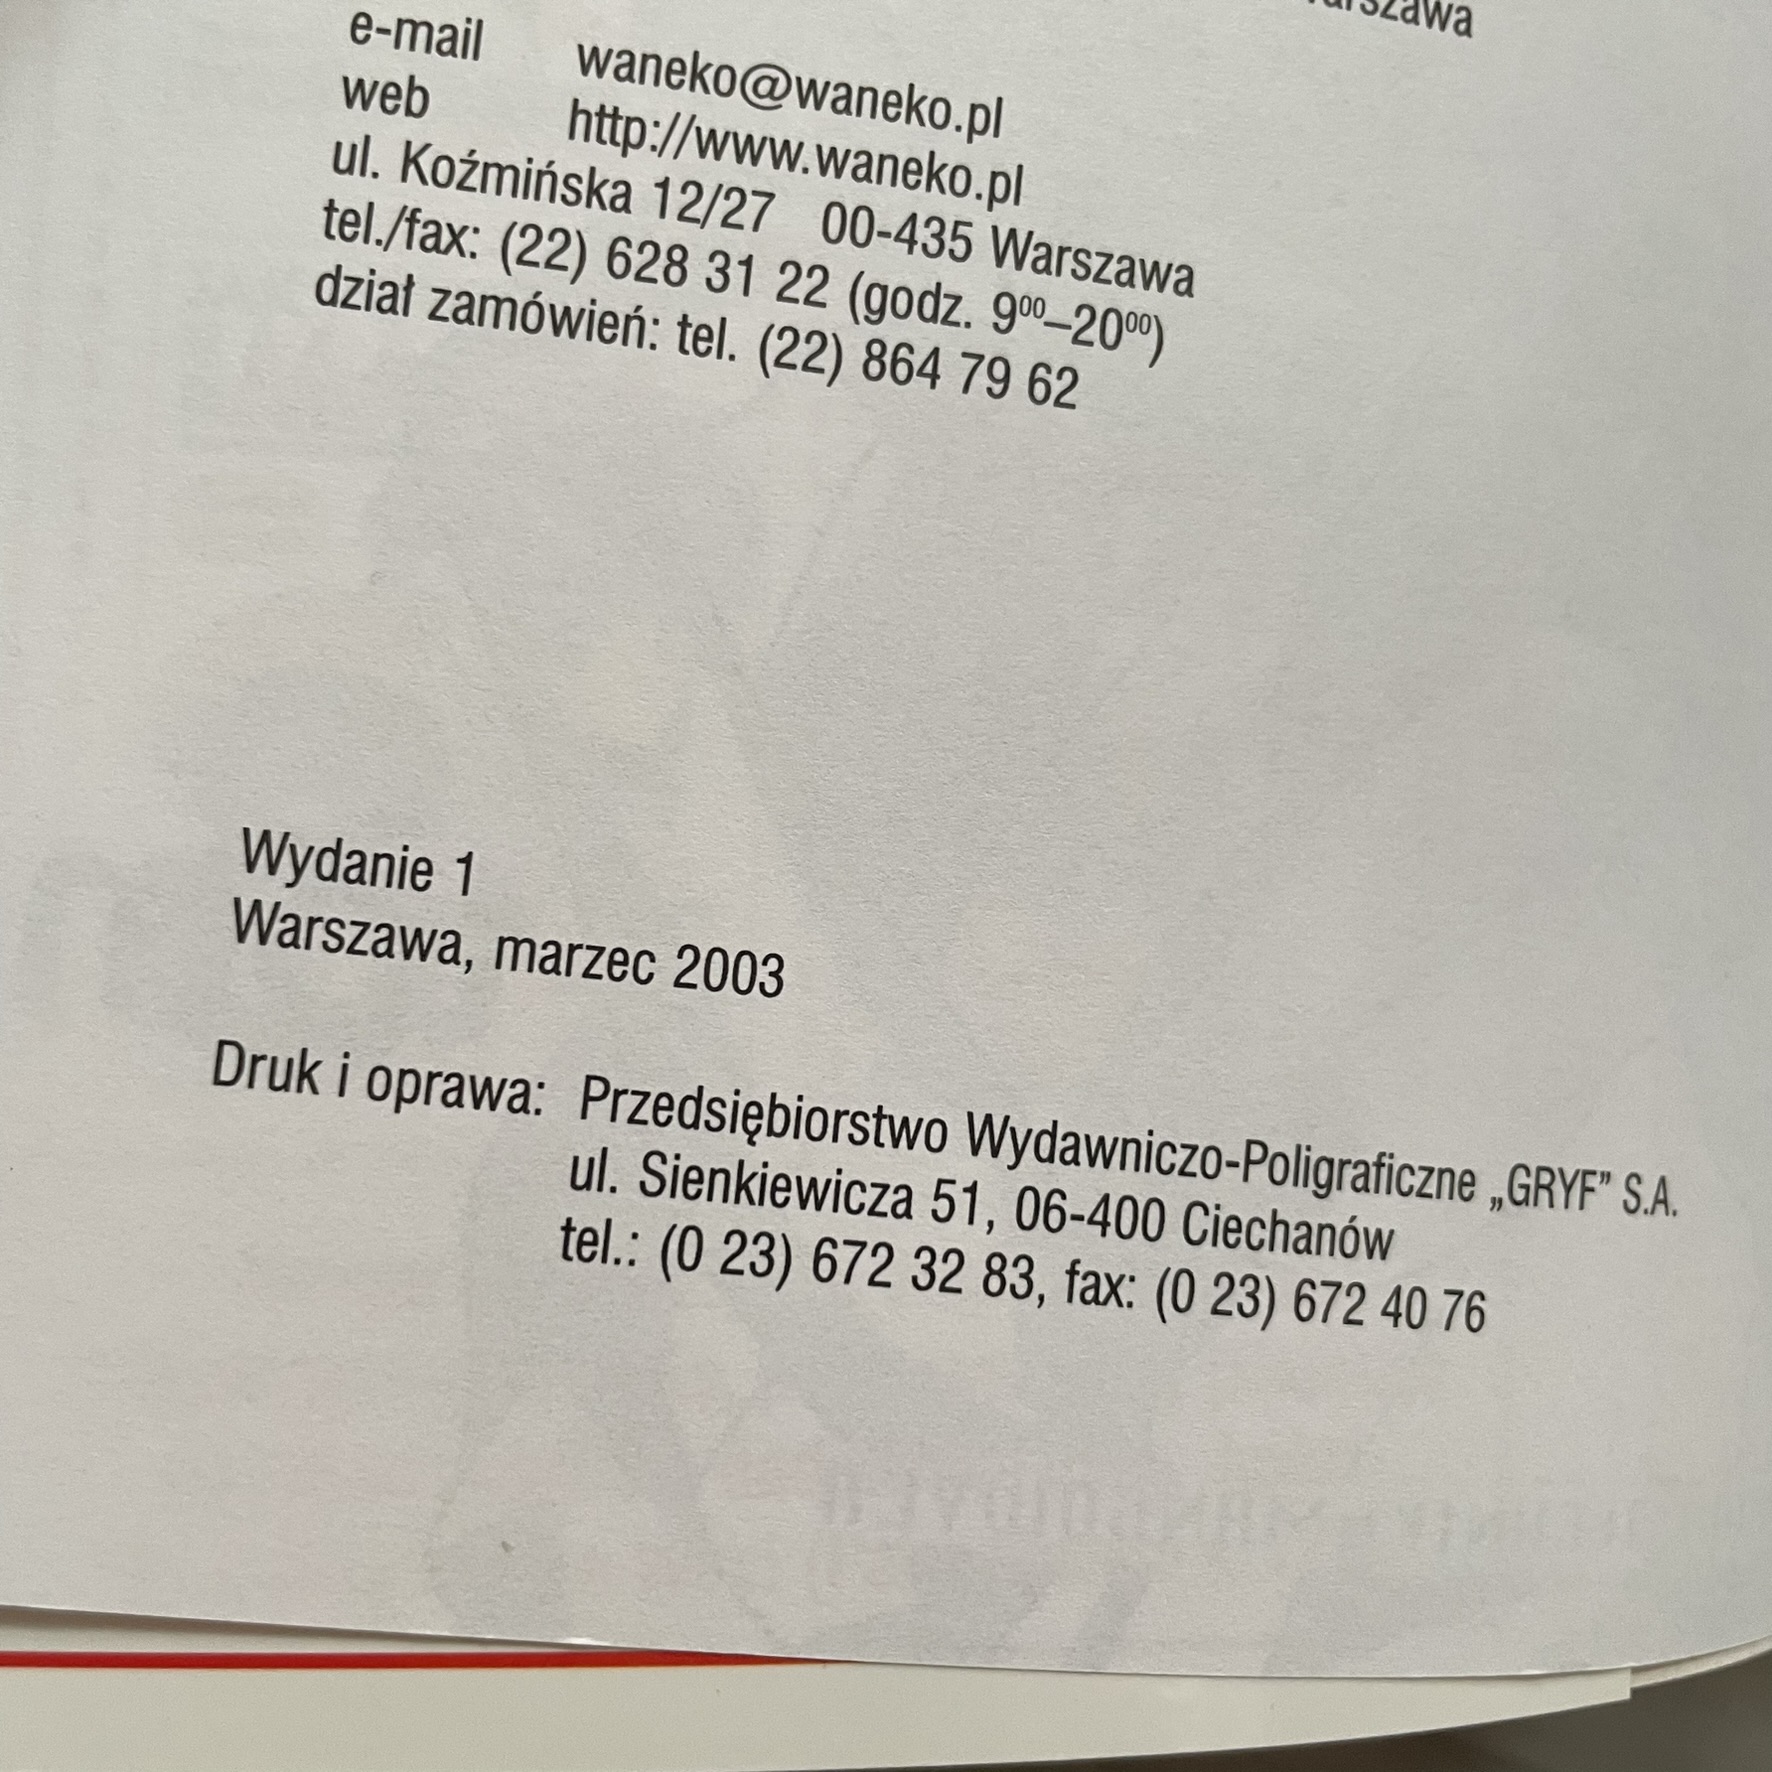 e-mail waneko@waneko.pl
web http://www.waneko.pl
ul. Koźmińska 12/27 00-435 Warszawa
tel./fax: (22) 628 31 22 (godz. 9⁰⁰–20⁰⁰)
dział zamówień: tel. (22) 864 79 62
Wydanie 1
Warszawa, marzec 2003
Druk i oprawa: Przedsiębiorstwo Wydawniczo-Poligraficzne „GRYF” S.A.
ul. Sienkiewicza 51, 06-400 Ciechanów
tel.: (0 23) 672 32 83, fax: (0 23) 672 40 76